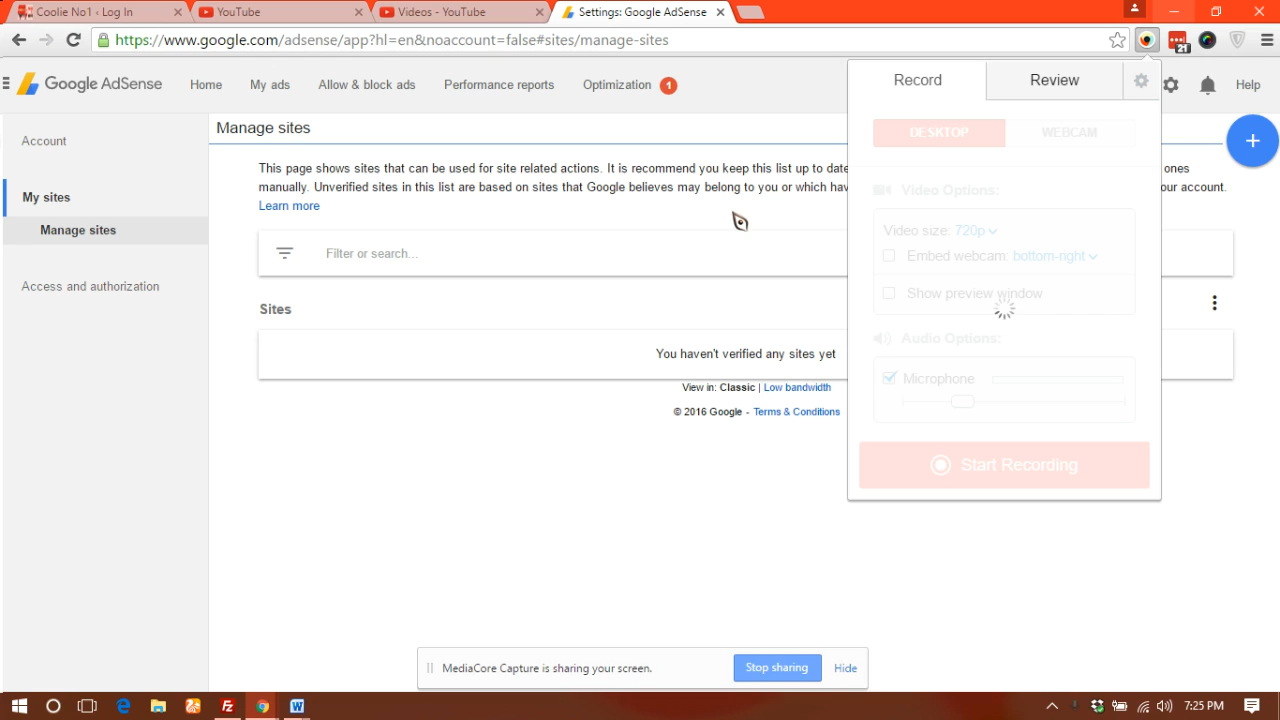 Coolie No1 ‹ Log In
YouTube
Videos - YouTube
Settings: Google AdSense
https://www.google.com/adsense/app?hl=en&noaccount=false#sites/manage-sites
21
Google AdSense
Home
My ads
Allow & block ads
Performance reports
Optimization
1
Help
Record
Review
DESKTOP
WEBCAM
Video Options:
Video size: 720p
Embed webcam: bottom-right
Show preview window
Audio Options:
Microphone
Start Recording
Account
My sites
Manage sites
Access and authorization
Manage sites
This page shows sites that can be used for site related actions. It is recommend you keep this list up to date
ones
manually. Unverified sites in this list are based on sites that Google believes may belong to you or which hav
our account.
Learn more
Filter or search...
Sites
You haven't verified any sites yet
View in: Classic | Low bandwidth
© 2016 Google - Terms & Conditions
MediaCore Capture is sharing your screen.
Stop sharing
Hide
7:25 PM